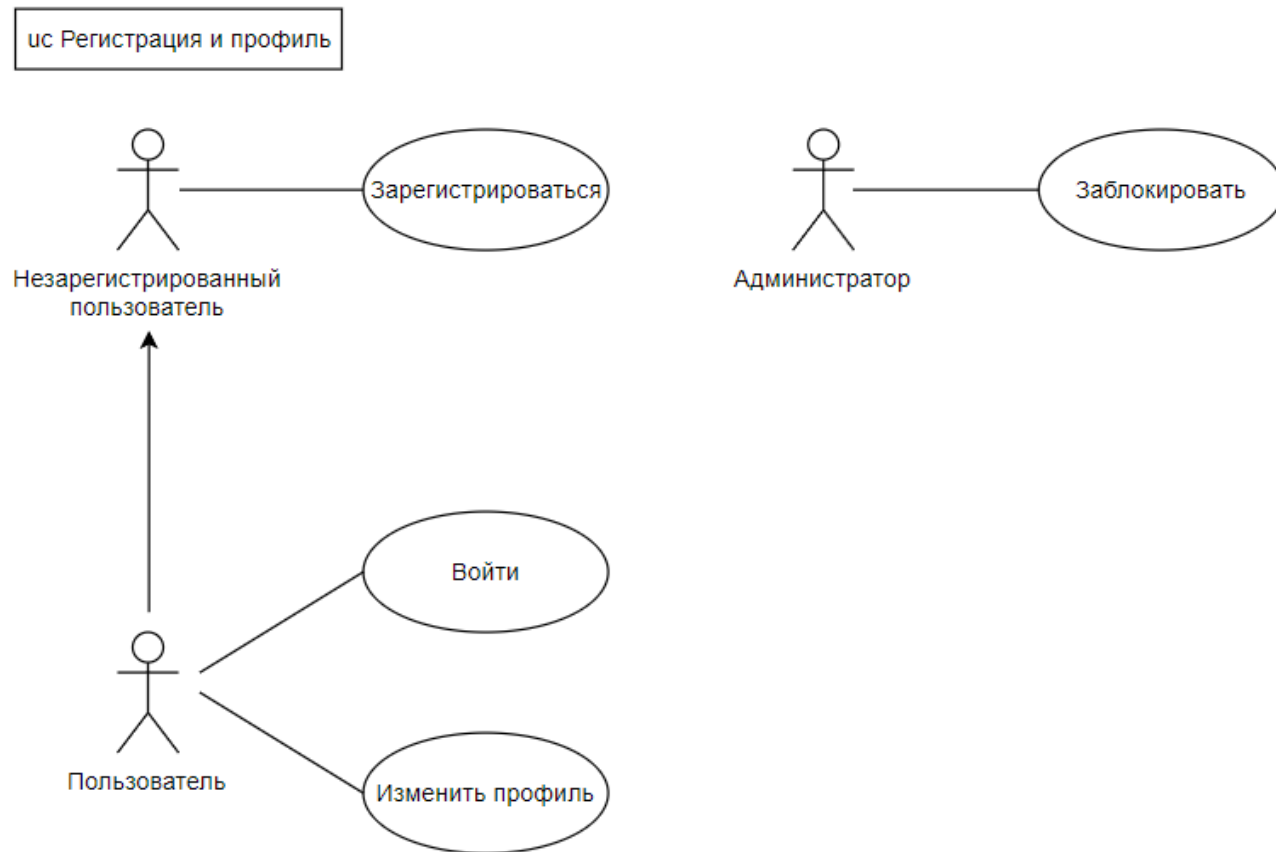 uc Регистрация и профиль
Зарегистрироваться
Заблокировать
Незарегистрированный
пользователь
Администратор
Войти
Пользователь
Изменить профиль